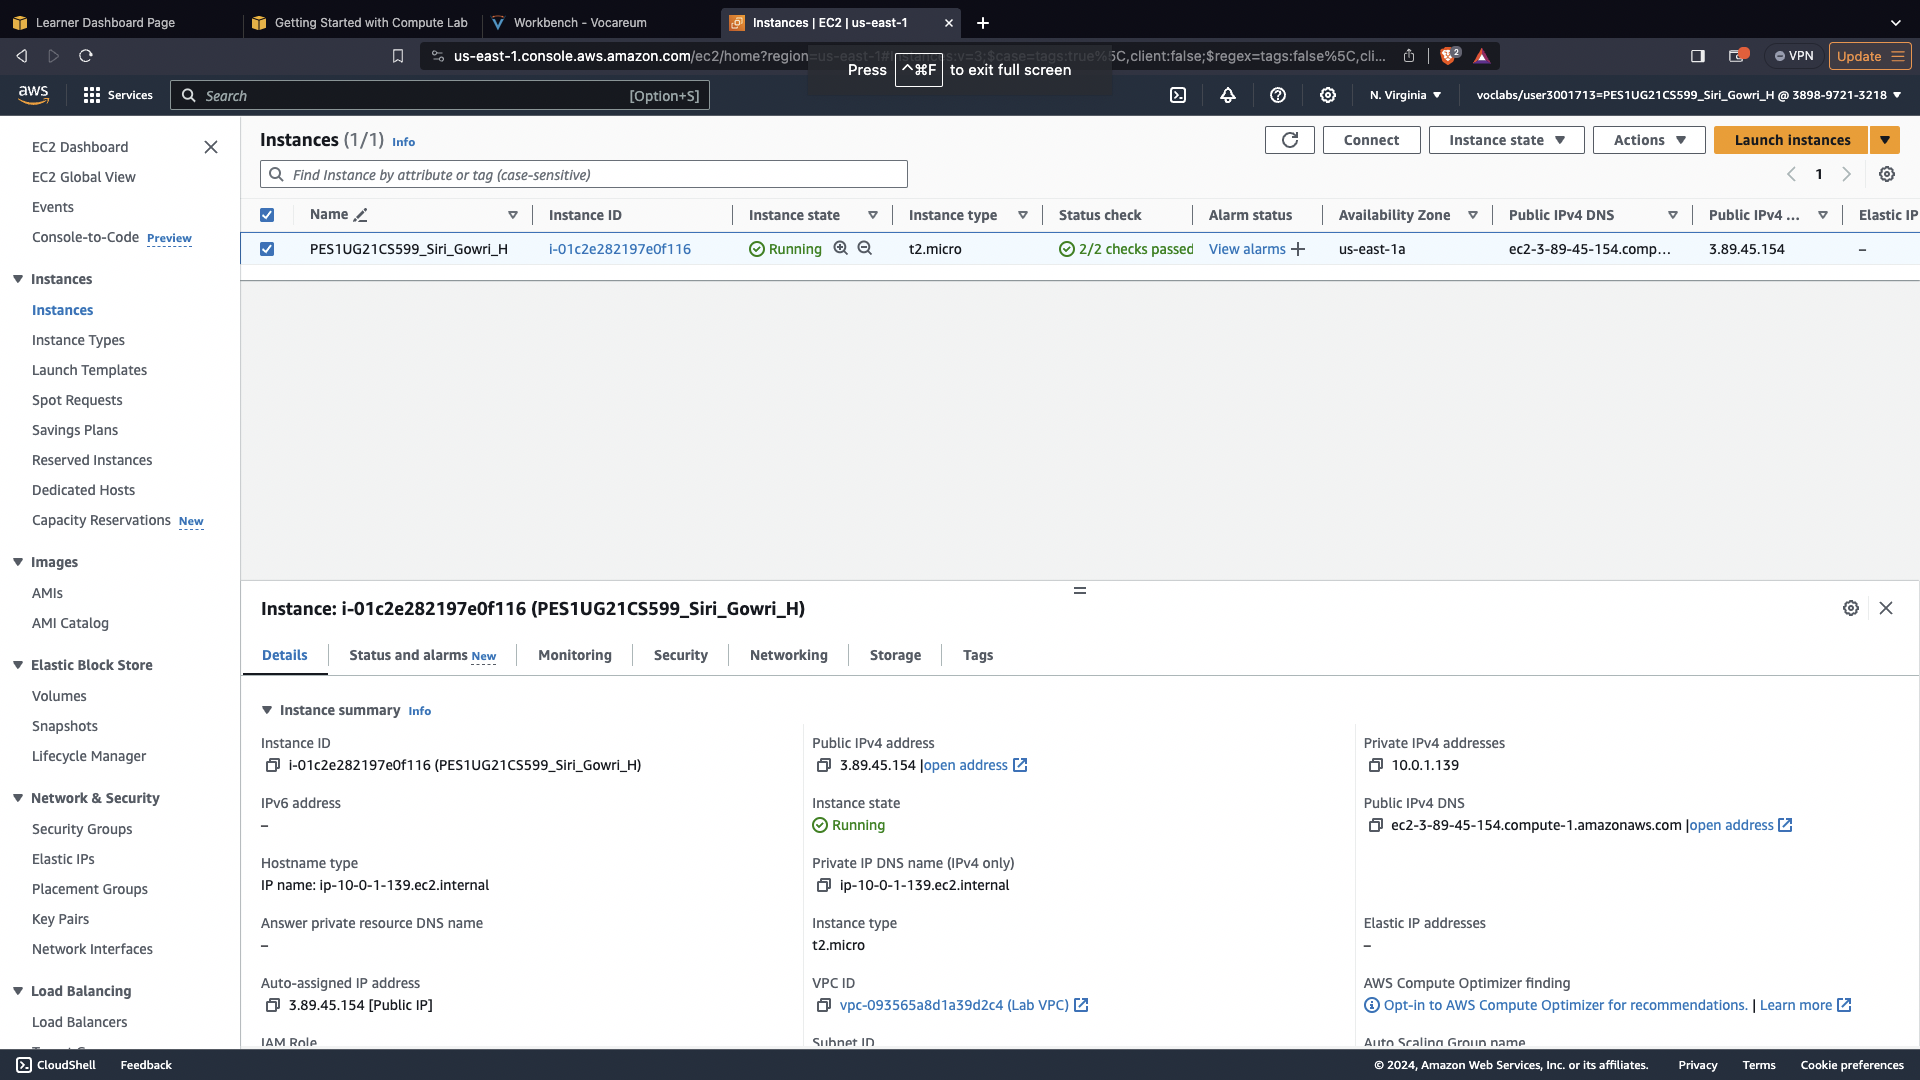 Learner Dashboard Page
Getting Started with Compute Lab
Workbench - Vocareum
Instances | EC2 | us-east-1
us-east-1.console.aws.amazon.com/ec2/home?region=us-east-1#Instances:v=3;$case=tags:true%5C,client:false;$regex=tags:false%5C,cli...
Press ^⌘F to exit full screen
2
VPN
Update
aws
Services
Search
[Option+S]
N. Virginia
voclabs/user3001713=PES1UG21CS599_Siri_Gowri_H @ 3898-9721-3218
EC2 Dashboard
EC2 Global View
Events
Console-to-Code Preview
Instances
Instances
Instance Types
Launch Templates
Spot Requests
Savings Plans
Reserved Instances
Dedicated Hosts
Capacity Reservations New
Images
AMIs
AMI Catalog
Elastic Block Store
Volumes
Snapshots
Lifecycle Manager
Network & Security
Security Groups
Elastic IPs
Placement Groups
Key Pairs
Network Interfaces
Load Balancing
Load Balancers
Instances (1/1) Info
Connect
Instance state
Actions
Launch instances
Find Instance by attribute or tag (case-sensitive)
1
Name Instance ID Instance state Instance type Status check Alarm status Availability Zone Public IPv4 DNS Public IPv4 ... Elastic IP
PES1UG21CS599_Siri_Gowri_H i-01c2e282197e0f116 Running t2.micro 2/2 checks passed View alarms us-east-1a ec2-3-89-45-154.comp... 3.89.45.154 –
Instance: i-01c2e282197e0f116 (PES1UG21CS599_Siri_Gowri_H)
Details Status and alarms New Monitoring Security Networking Storage Tags
Instance summary Info
Instance ID
i-01c2e282197e0f116 (PES1UG21CS599_Siri_Gowri_H)
Public IPv4 address
3.89.45.154 |open address
Private IPv4 addresses
10.0.1.139
IPv6 address
–
Instance state
Running
Public IPv4 DNS
ec2-3-89-45-154.compute-1.amazonaws.com |open address
Hostname type
IP name: ip-10-0-1-139.ec2.internal
Private IP DNS name (IPv4 only)
ip-10-0-1-139.ec2.internal
Answer private resource DNS name
–
Instance type
t2.micro
Elastic IP addresses
–
Auto-assigned IP address
3.89.45.154 [Public IP]
VPC ID
vpc-093565a8d1a39d2c4 (Lab VPC)
AWS Compute Optimizer finding
Opt-in to AWS Compute Optimizer for recommendations. | Learn more
IAM Role
Subnet ID
Auto Scaling Group name
CloudShell
Feedback
© 2024, Amazon Web Services, Inc. or its affiliates.
Privacy
Terms
Cookie preferences